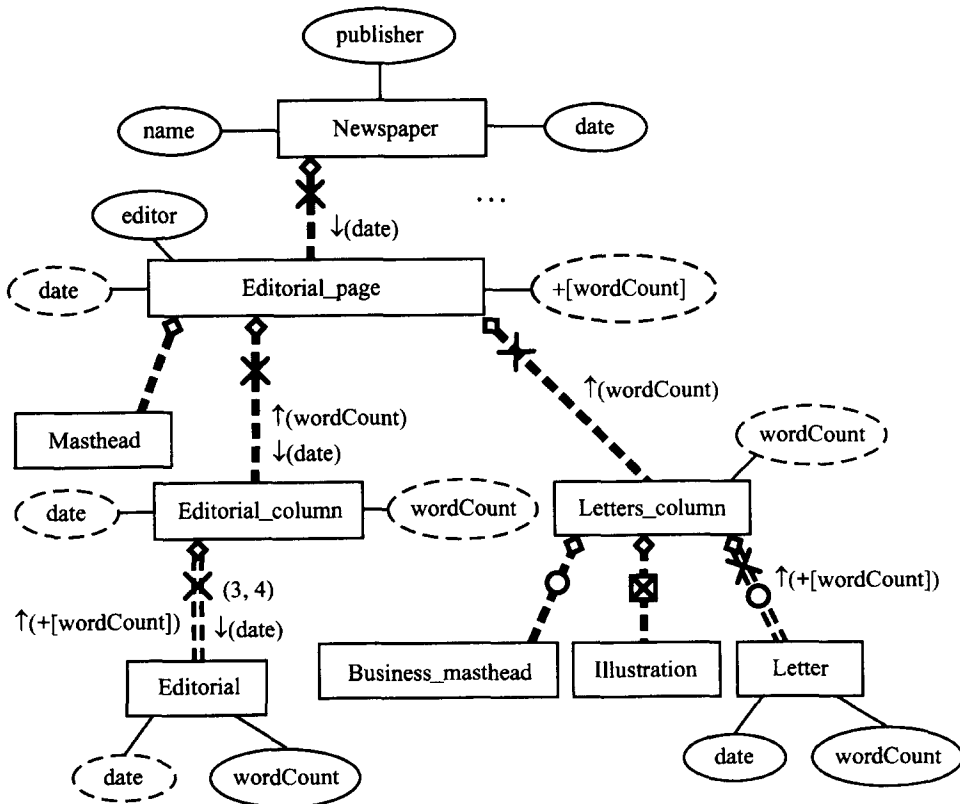 publisher
name
Newspaper
date
...
editor
↓(date)
date
Editorial_page
+[wordCount]
↑(wordCount)
Masthead
↑(wordCount)
↓(date)
wordCount
date
Editorial_column
wordCount
Letters_column
(3, 4)
↑(+[wordCount])
↑(+[wordCount])
↓(date)
Editorial
Business_masthead
Illustration
Letter
date
wordCount
date
wordCount